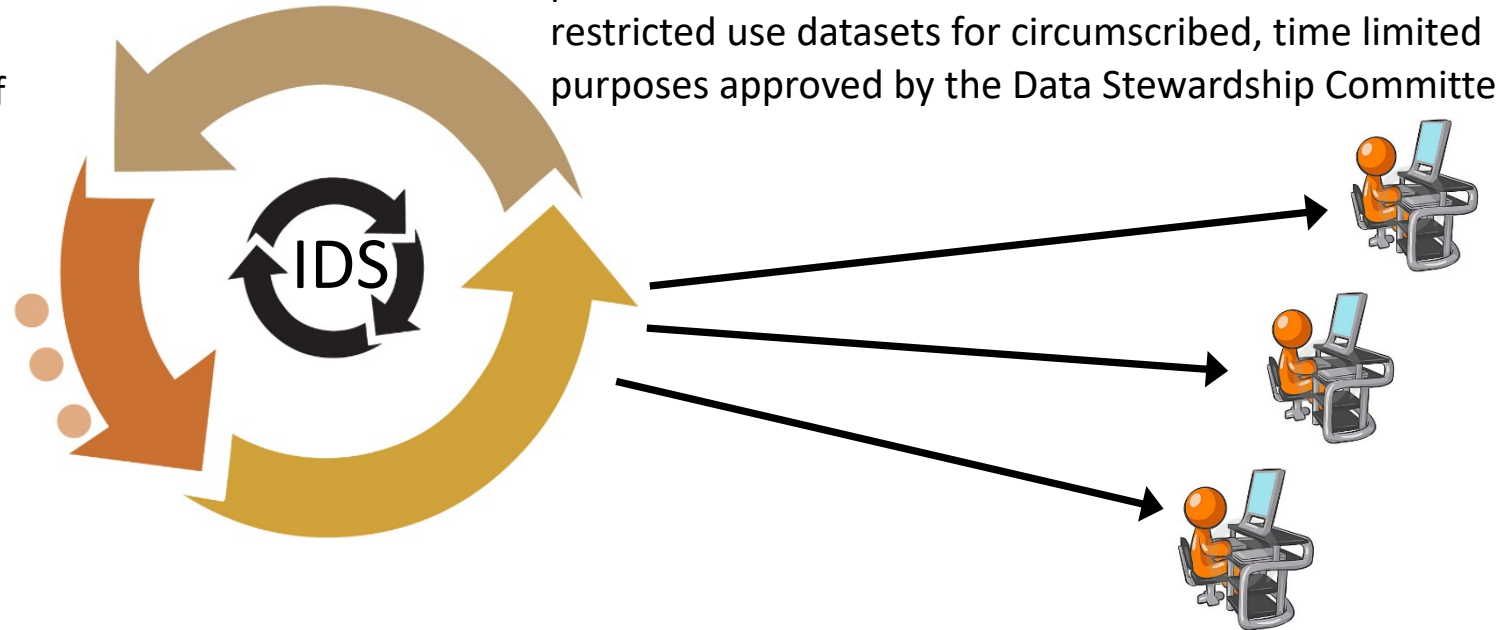 restricted use datasets for circumscribed, time limited
f
purposes approved by the Data Stewardship Committe
IDS